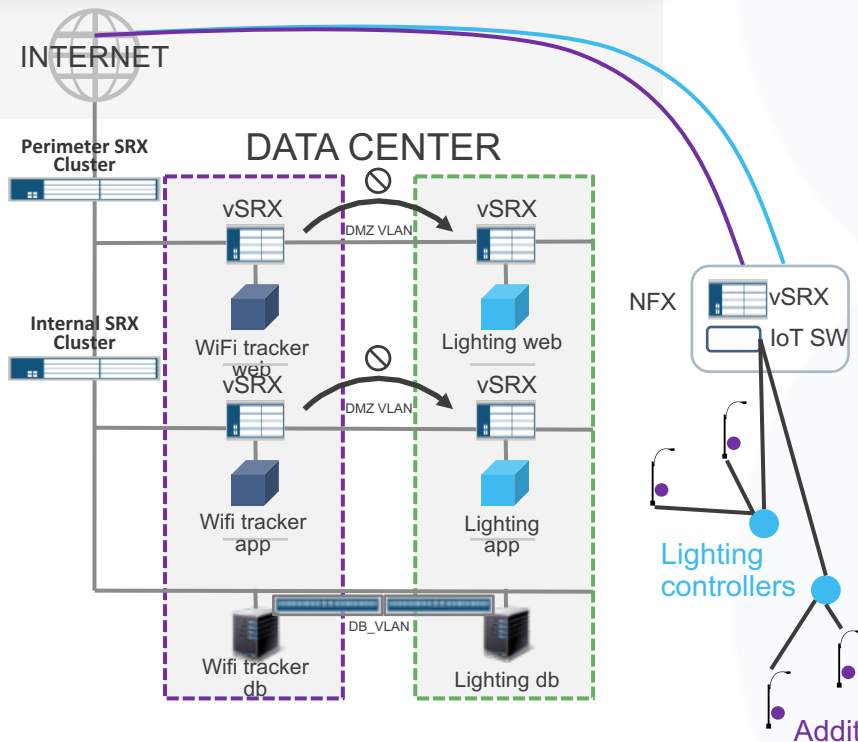 INTERNET
Perimeter SRX
Cluster
DATA CENTER
vSRX
vSRX
DMZ VLAN
WiFi tracker
web
Lighting web
Internal SRX
Cluster
vSRX
vSRX
DMZ VLAN
Wifi tracker
app
Lighting
app
DB_VLAN
Wifi tracker
db
Lighting db
NFX
vSRX
IoT SW
Lighting
controllers
Addit